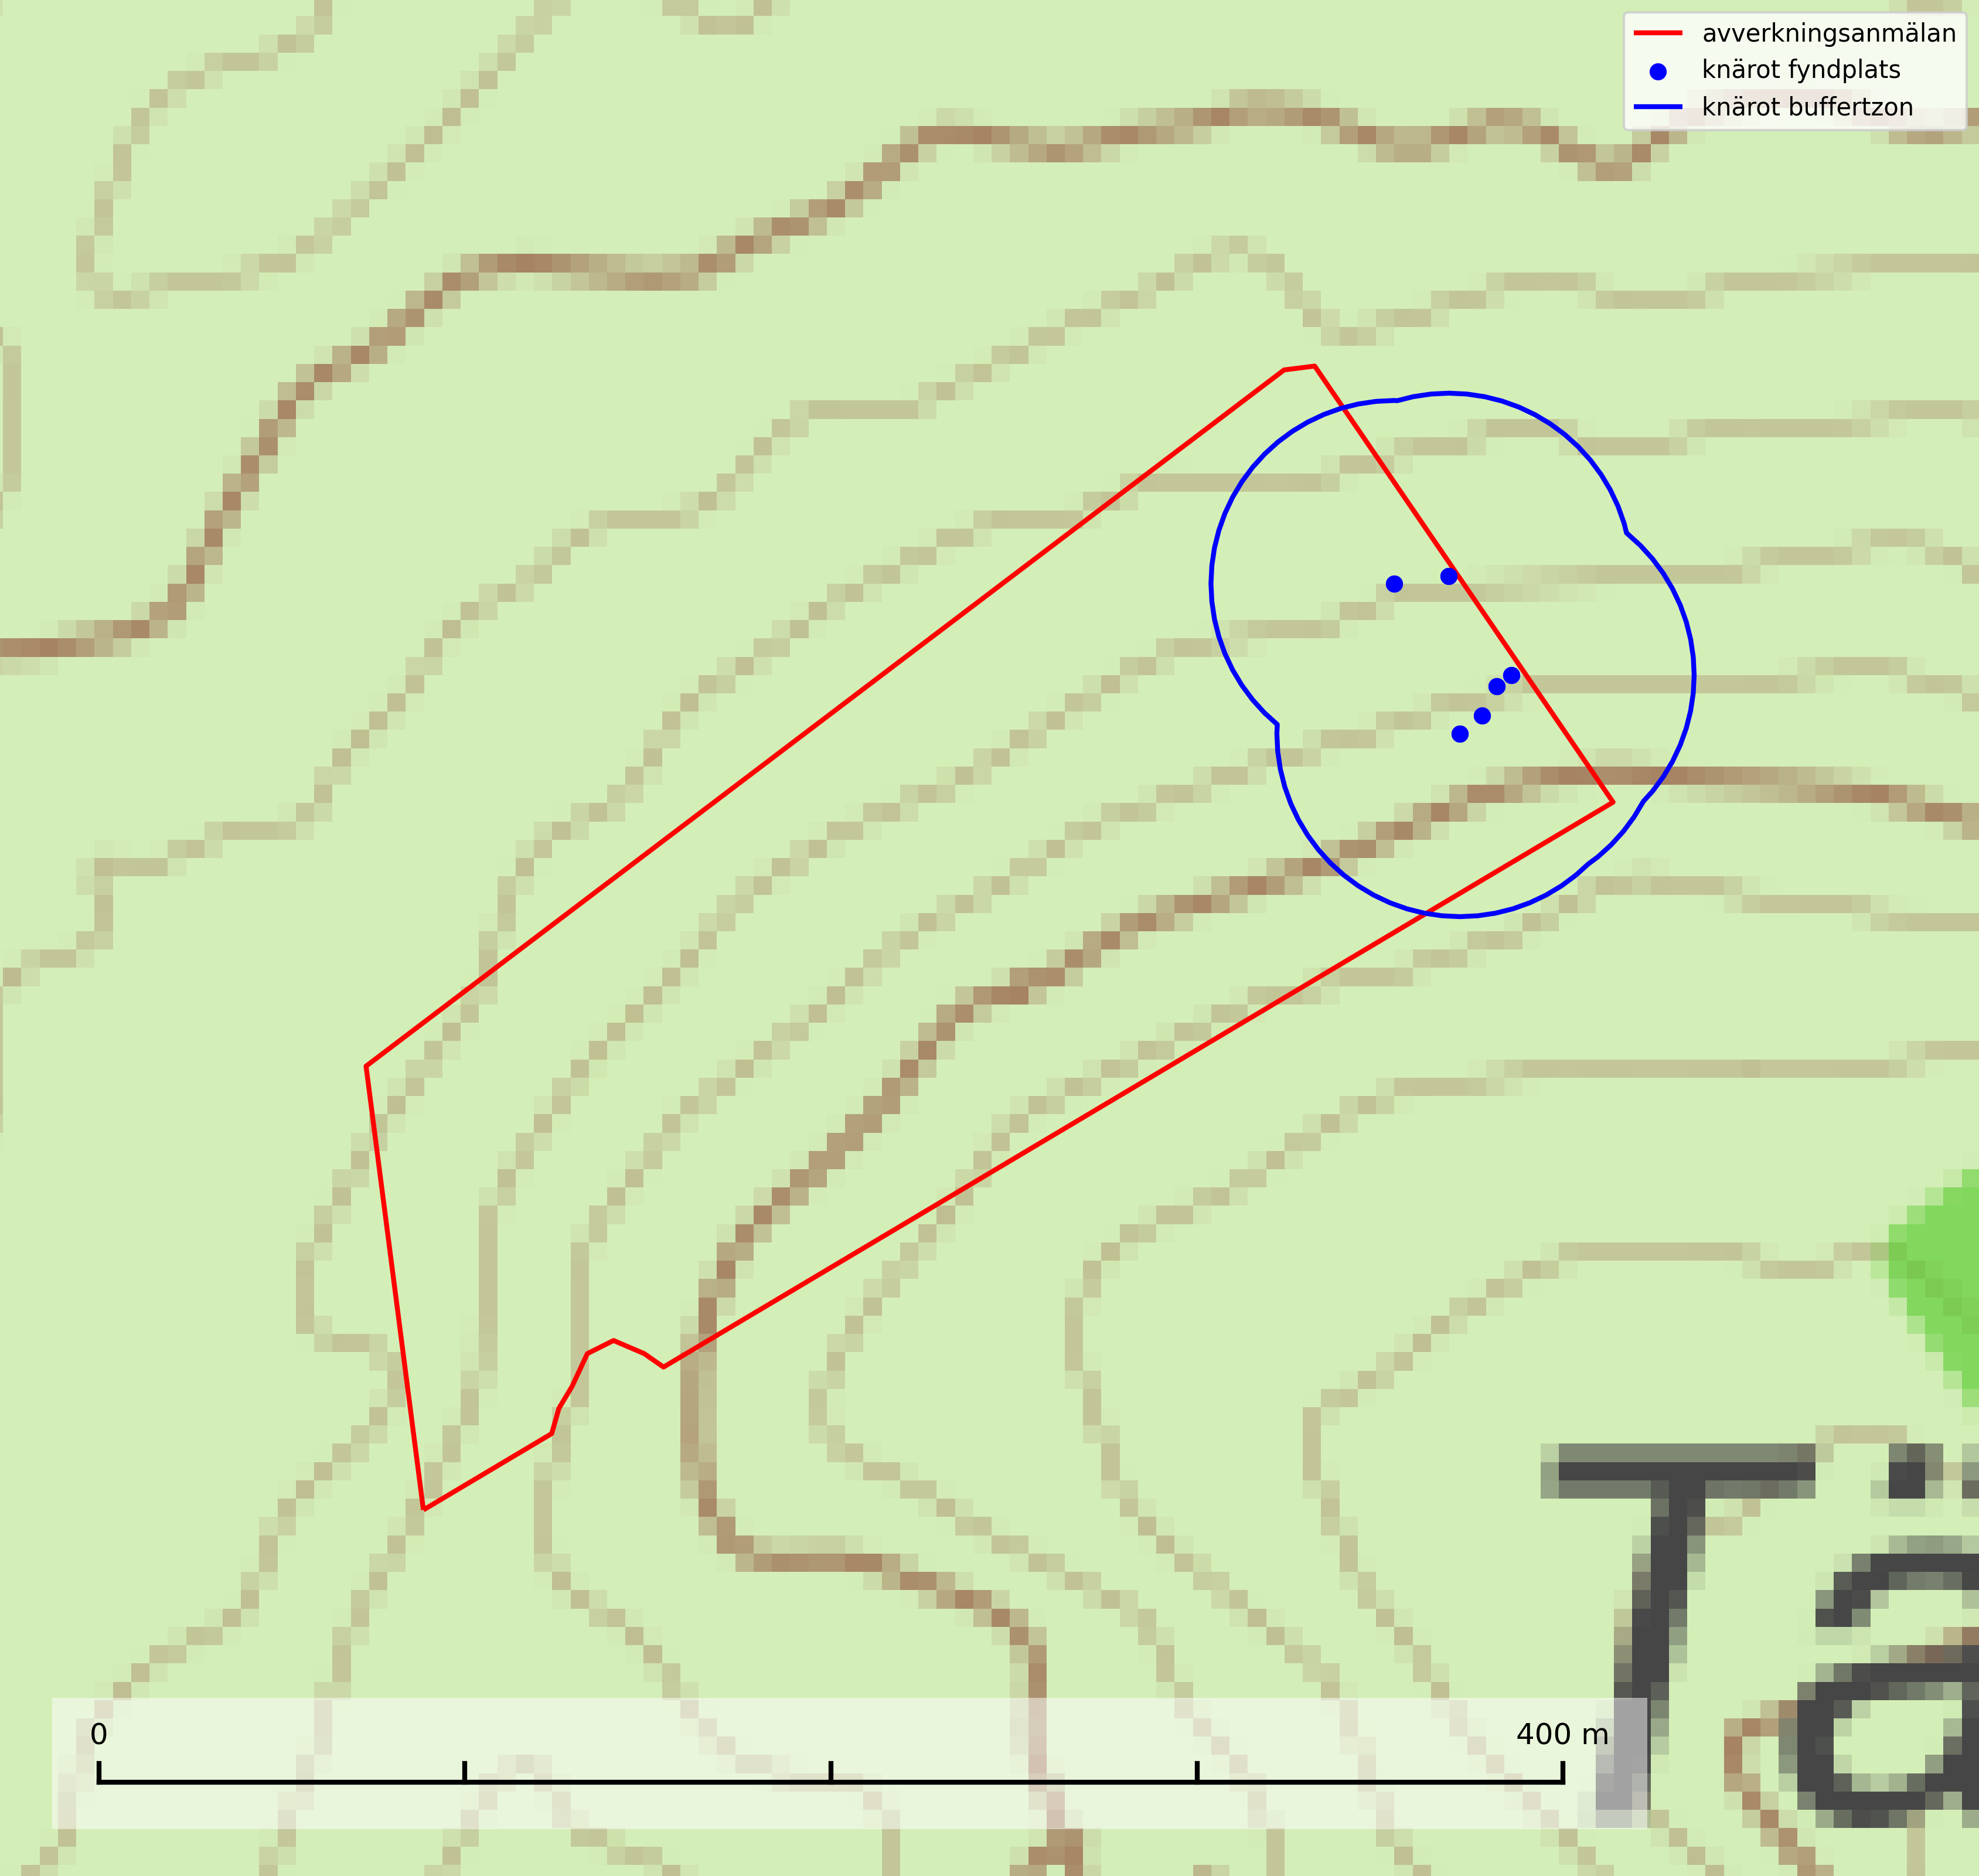 avverkningsanmälan
knärot fyndplats
knärot buffertzon
0
400 m